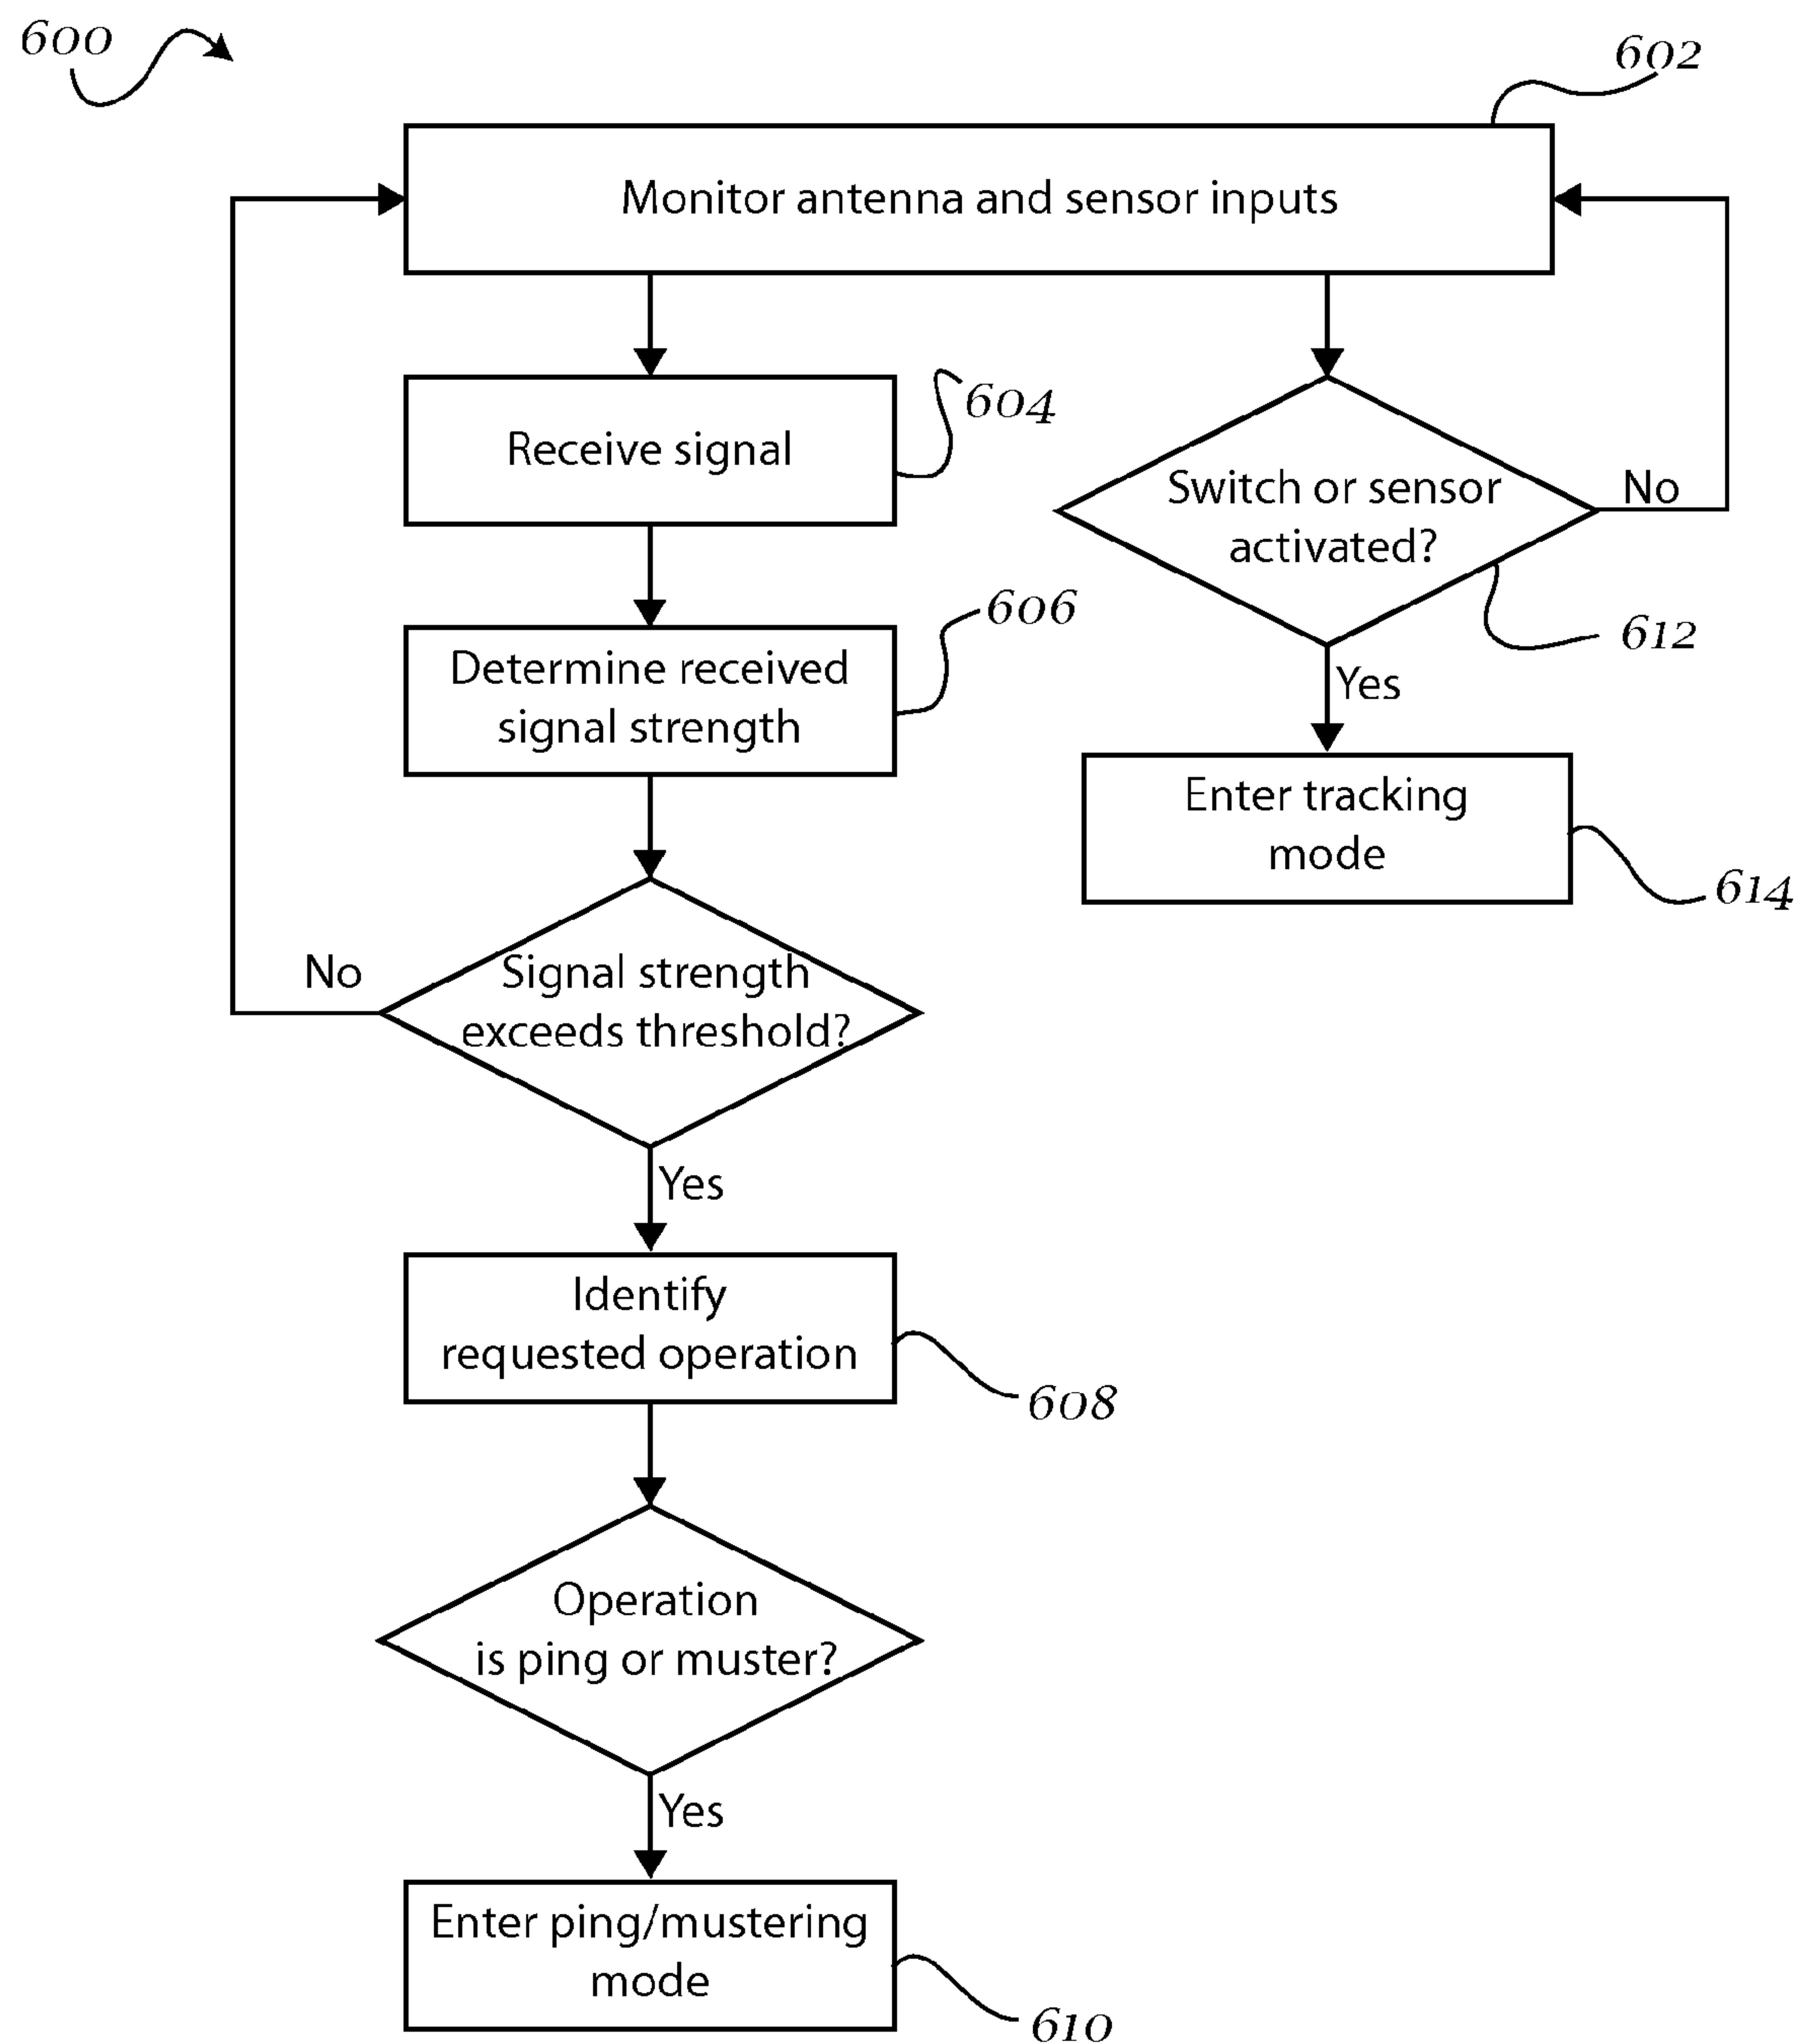 600
602
Monitor antenna and sensor inputs
Receive signal
604
Switch or sensor
activated?
No
612
Yes
Determine received
signal strength
606
Enter tracking
mode
614
Signal strength
exceeds threshold?
No
Yes
Identify
requested operation
608
Operation
is ping or muster?
Yes
Enter ping/mustering
mode
610